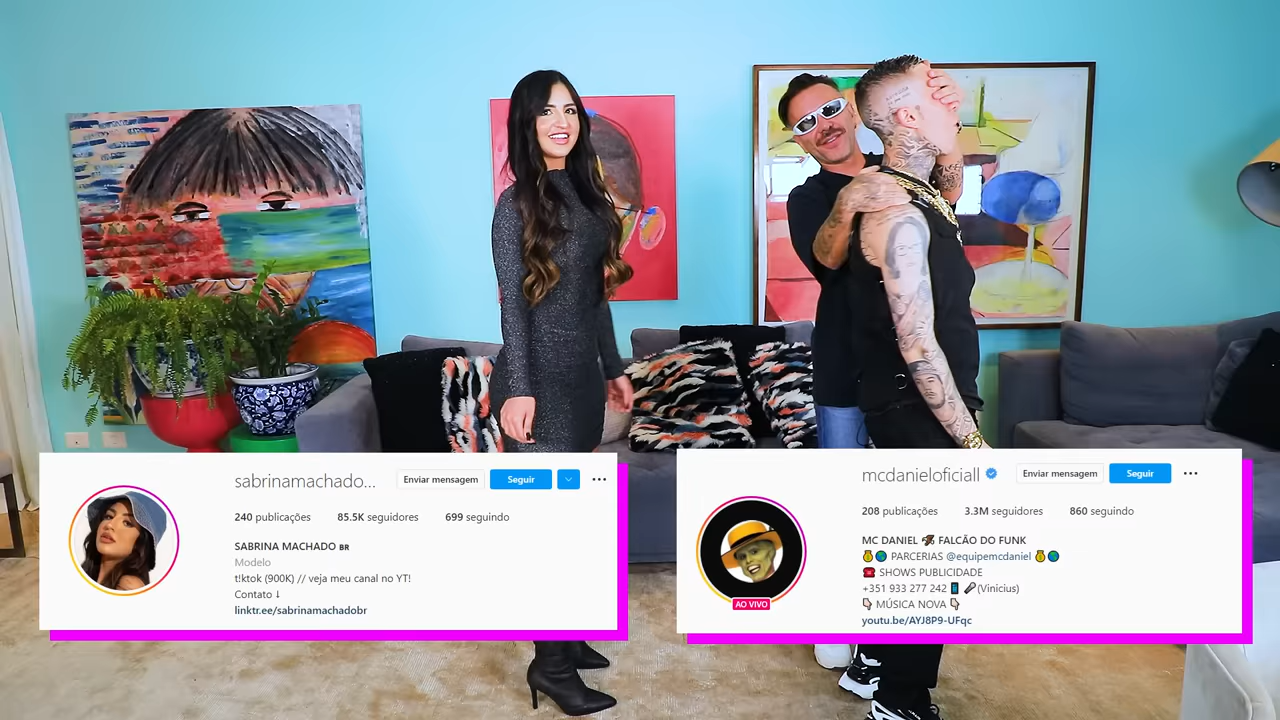 sabrinamachado...
Enviar mensagem
Seguir
240 publicações 85.5K seguidores 699 seguindo
SABRINA MACHADO BR
Modelo
t!ktok (900K) // veja meu canal no YT!
Contato ↓
linktr.ee/sabrinamachadobr
mcdanieloficiall
Enviar mensagem
Seguir
208 publicações 3.3M seguidores 860 seguindo
MC DANIEL 🦅 FALCÃO DO FUNK
💰🌎 PARCERIAS @equipemcdaniel 💰🌎
☎️ SHOWS PUBLICIDADE
+351 933 277 242 📱 🎤(Vinicius)
👇🏻 MÚSICA NOVA 👇🏻
youtu.be/AYJ8P9-UFqc
AO VIVO